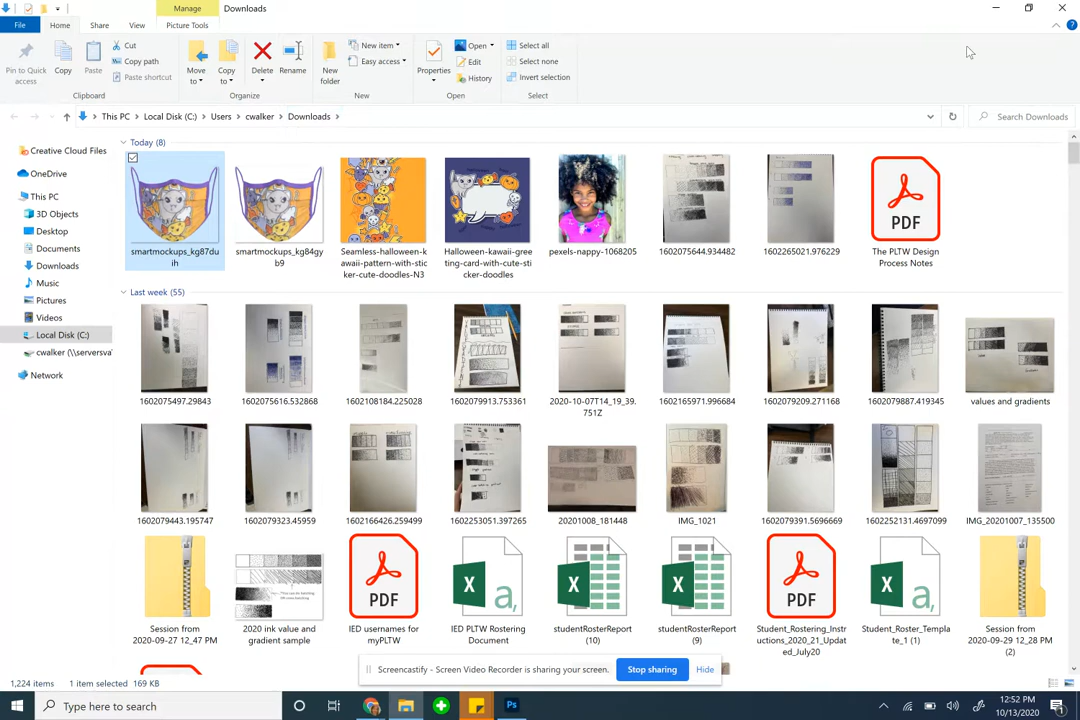 Manage
Downloads
File
Home
Share
View
Picture Tools
Pin to Quick
access
Copy
Paste
Cut
Copy path
Paste shortcut
Clipboard
Move
to
Copy
to
Delete
Rename
Organize
New
folder
New item
Easy access
New
Properties
Open
Edit
History
Open
Select all
Select none
Invert selection
Select
This PC
Local Disk (C:)
Users
cwalker
Downloads
Search Downloads
Creative Cloud Files
OneDrive
This PC
3D Objects
Desktop
Documents
Downloads
Music
Pictures
Videos
Local Disk (C:)
cwalker (\\serversva
Network
Today (8)
smartmockups_kg87du
ih
smartmockups_kg84gy
b9
Seamless-halloween-k
awaii-pattern-with-stic
ker-cute-doodles-N3
Halloween-kawaii-gree
ting-card-with-cute-sti
cker-doodles
pexels-nappy-1068205
1602075644.934482
1602265021.976229
PDF
The PLTW Design
Process Notes
Last week (55)
1602075497.29843
1602075616.532868
1602108184.225028
1602079913.753361
2020-10-07T14_19_39.
751Z
1602165971.996684
1602079209.271168
1602079887.419345
values and gradients
1602079443.195747
1602079323.45959
1602166426.259499
1602253051.397265
20201008_181448
IMG_1021
1602079391.5696669
1602252131.4697099
IMG_20201007_135500
Session from
2020-09-27 12_47 PM
2020 ink value and
gradient sample
PDF
IED usernames for
myPLTW
X
a,
IED PLTW Rostering
Document
X
studentRosterReport
(10)
X
studentRosterReport
(9)
PDF
Student_Rostering_Instr
uctions_2020_21_Updat
ed_July20
X
a,
Student_Roster_Templa
te_1 (1)
Session from
2020-09-29 12_28 PM
(2)
Screencastify - Screen Video Recorder is sharing your screen.
Stop sharing
Hide
1,224 items
1 item selected
169 KB
Type here to search
Ps
12:52 PM
10/13/2020
1